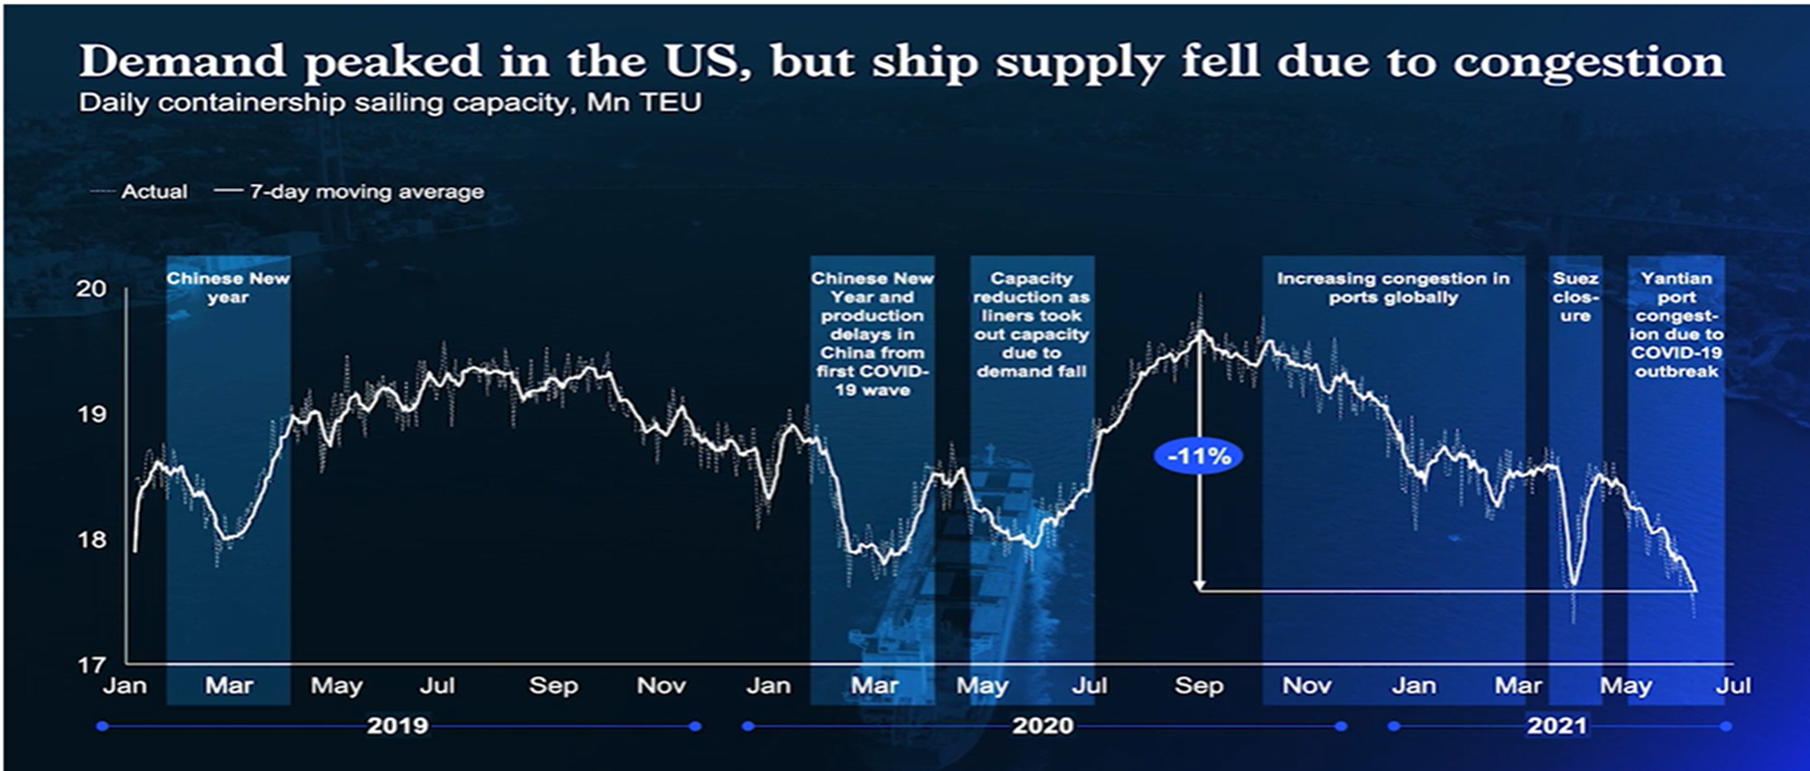 Demand peaked in the US, but ship supply fell due to congestion
Daily containership sailing capacity, Mn TEU
Actual
7-day moving average
Chinese New
year
Chinese New
Year and
production
delays in
China from
first COVID-
19 wave
Capacity
reduction as
liners took
out capacity
due to
demand fall
Increasing congestion in
ports globally
Suez
clos-
ure
Yantian
port
congest-
ion due to
COVID-19
outbreak
20
19
18
17
-11%
Jan Mar May Jul Sep Nov Jan Mar May Jul Sep Nov Jan Mar May Jul
2019 2020 2021